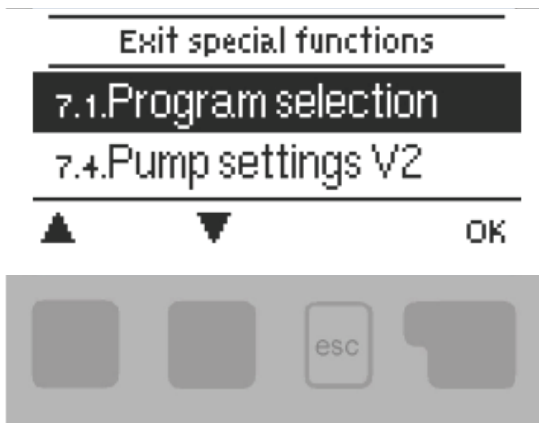 Exit special functions
7.1.Program selection
7.4.Pump settings V2
▲ ▼ OK
esc